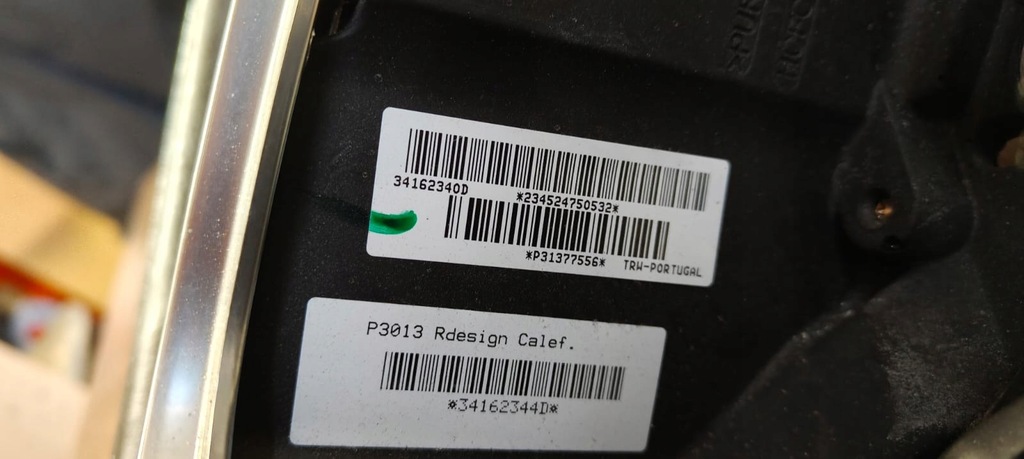 34162340D
*234524750532*
*P31377556* TRW-PORTUGAL
P3013 Rdesign Calef.
*34162344D*